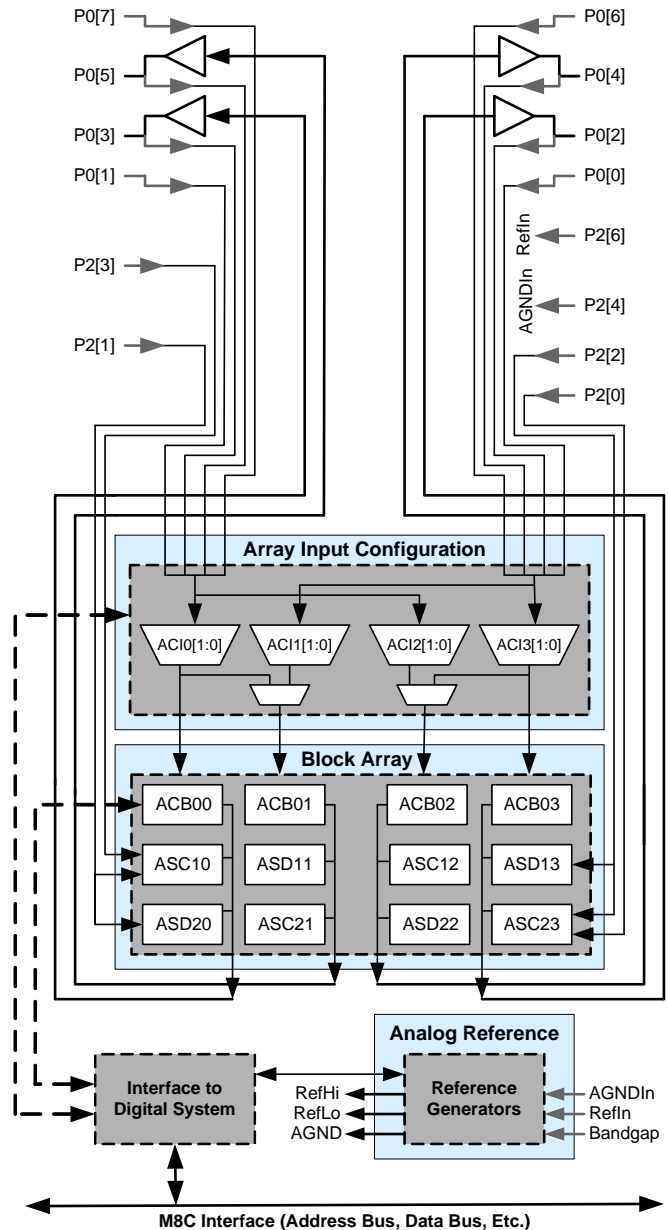 P0[7]
P0[6]
P0[5]
P0[4]
P0[3]
P0[2]
P0[1]
P0[0]
P2[3]
RefIn
P2[6]
AGNDIn
P2[4]
P2[1]
P2[2]
P2[0]
Array Input Configuration
ACI0[1:0]
ACI1[1:0]
ACI2[1:0]
ACI3[1:0]
Block Array
ACB00
ACB01
ACB02
ACB03
ASC10
ASD11
ASC12
ASD13
ASD20
ASC21
ASD22
ASC23
Analog Reference
Interface to
Digital System
RefHi
RefLo
AGND
Reference
Generators
AGNDIn
RefIn
Bandgap
M8C Interface (Address Bus, Data Bus, Etc.)